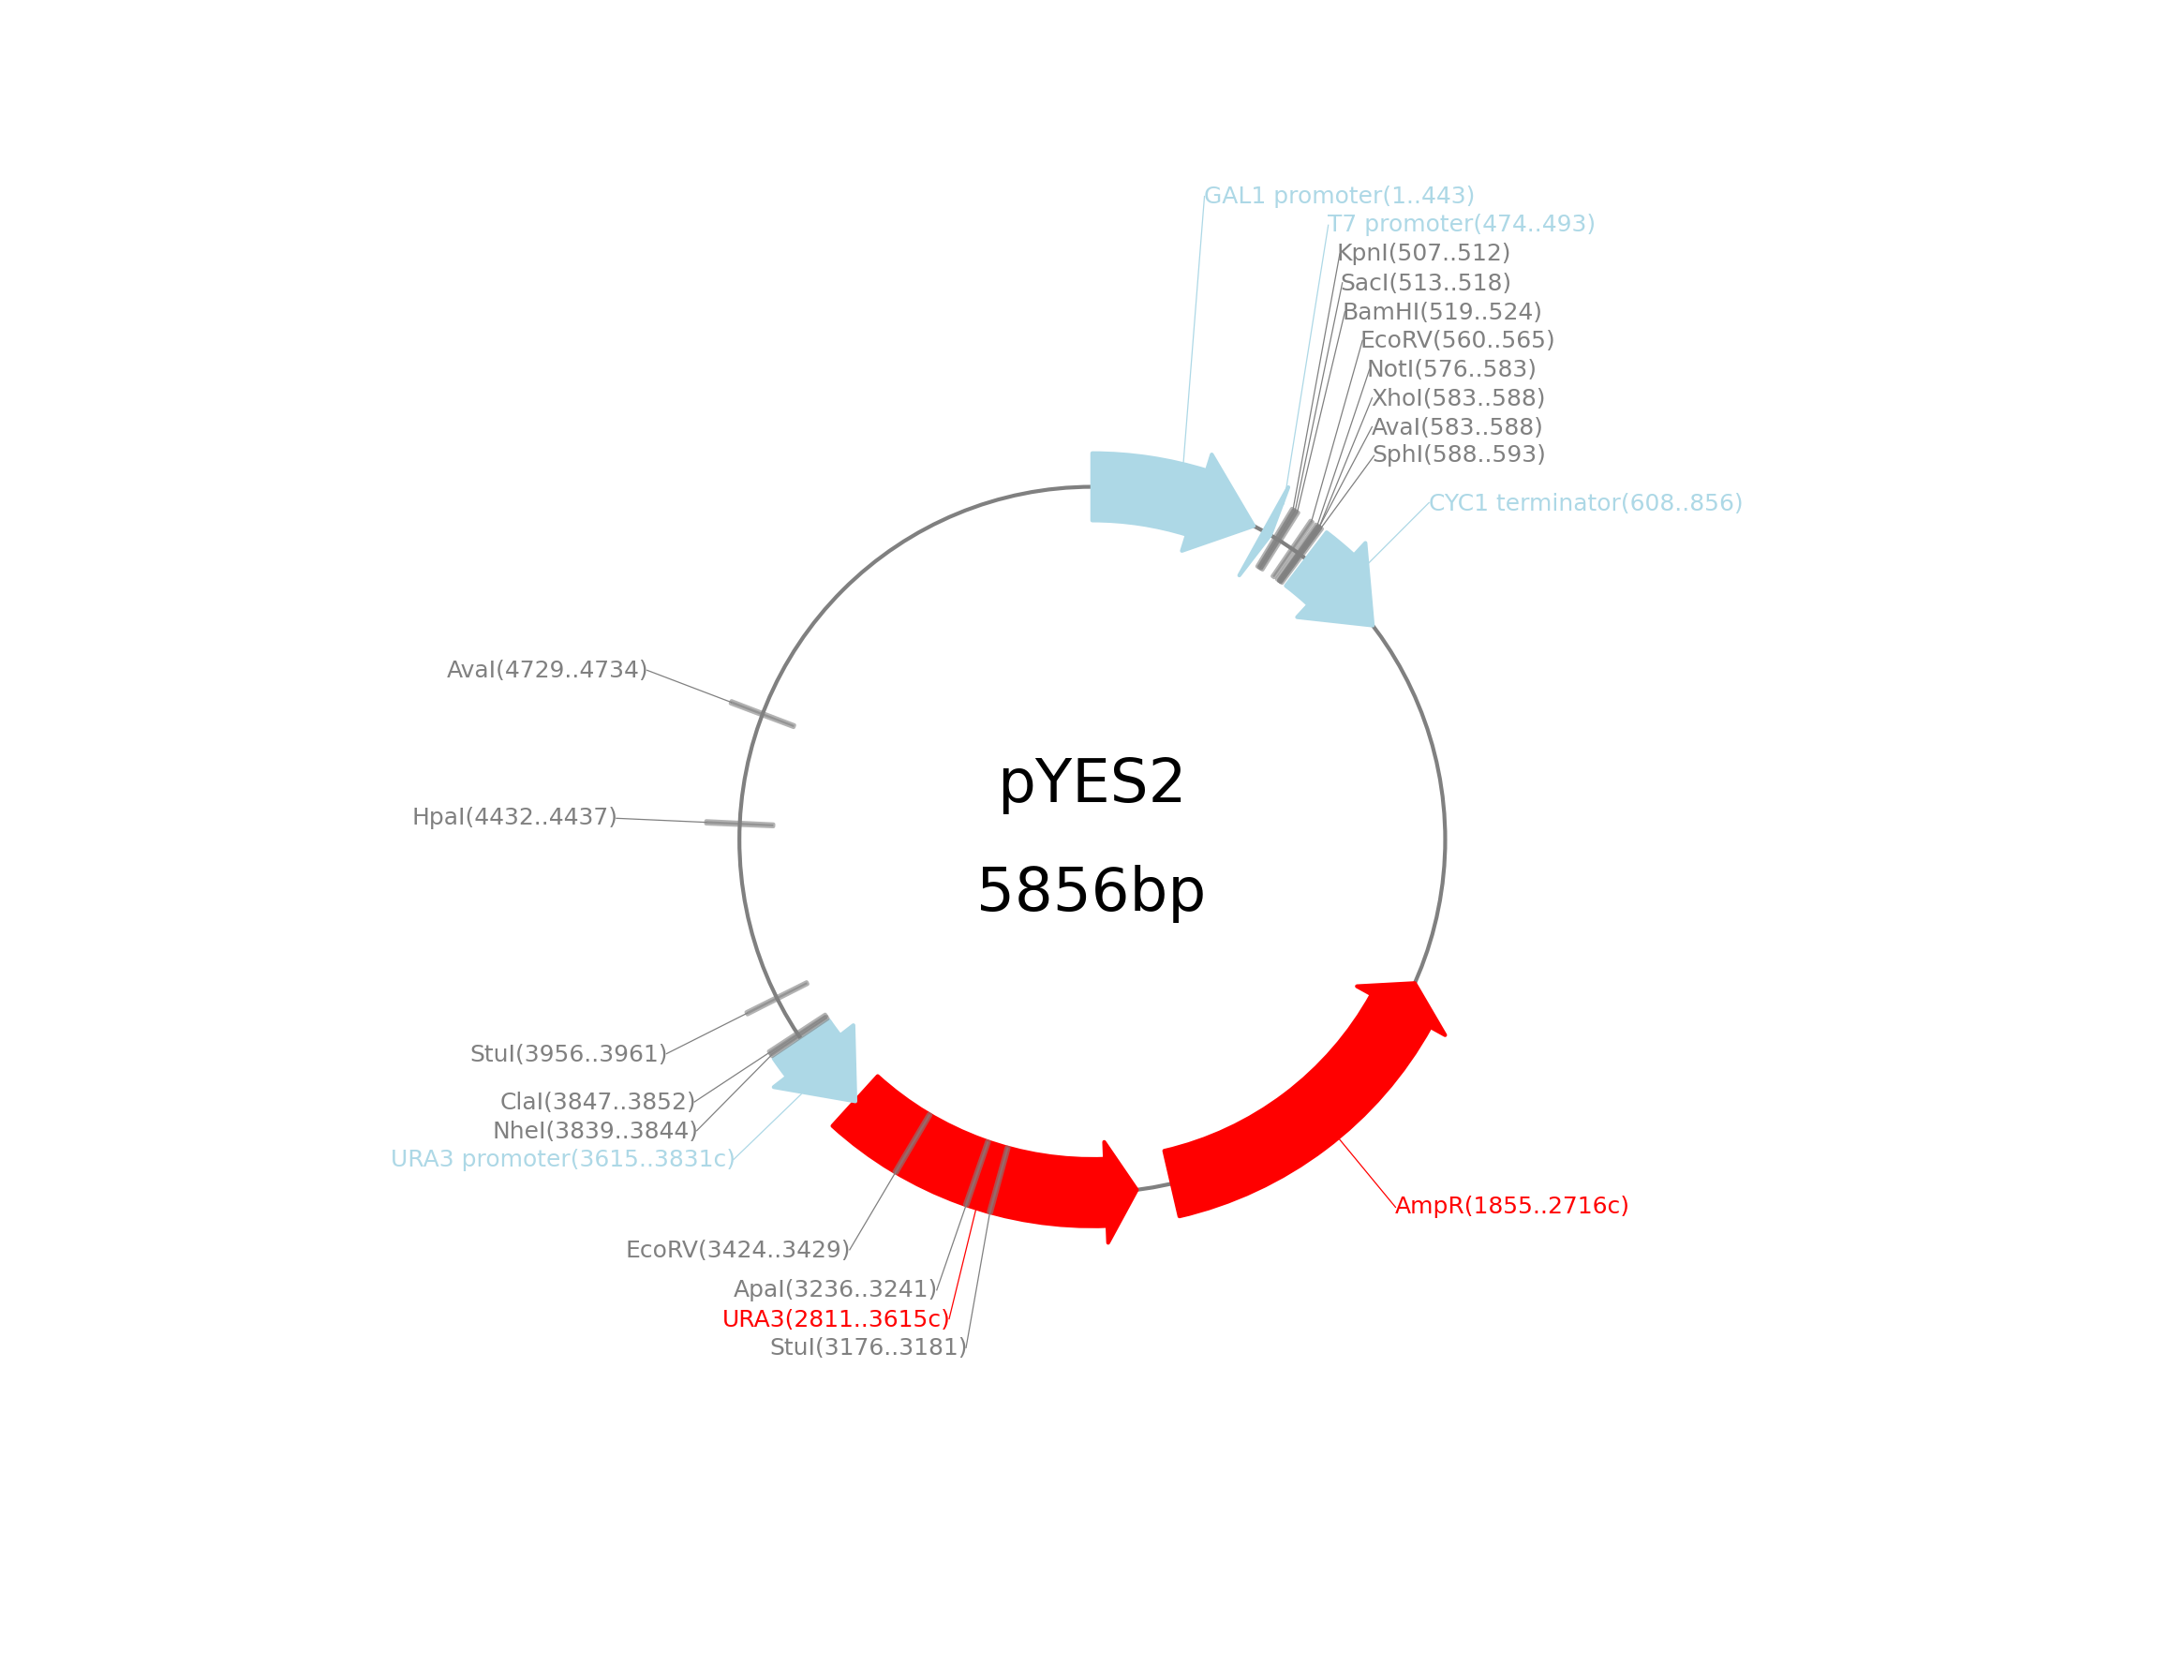 GAL1 promoter(1..443)
T7 promoter(474..493)
KpnI(507..512)
SacI(513..518)
BamHI(519..524)
EcoRV(560..565)
NotI(576..583)
XhoI(583..588)
AvaI(583..588)
SphI(588..593)
CYC1 terminator(608..856)
AvaI(4729..4734)
pYES2
HpaI(4432..4437)
5856bp
StuI(3956..3961)
ClaI(3847..3852)
NheI(3839..3844)
URA3 promoter(3615..3831c)
AmpR(1855..2716c)
EcoRV(3424..3429)
ApaI(3236..3241)
URA3(2811..3615c)
StuI(3176..3181)